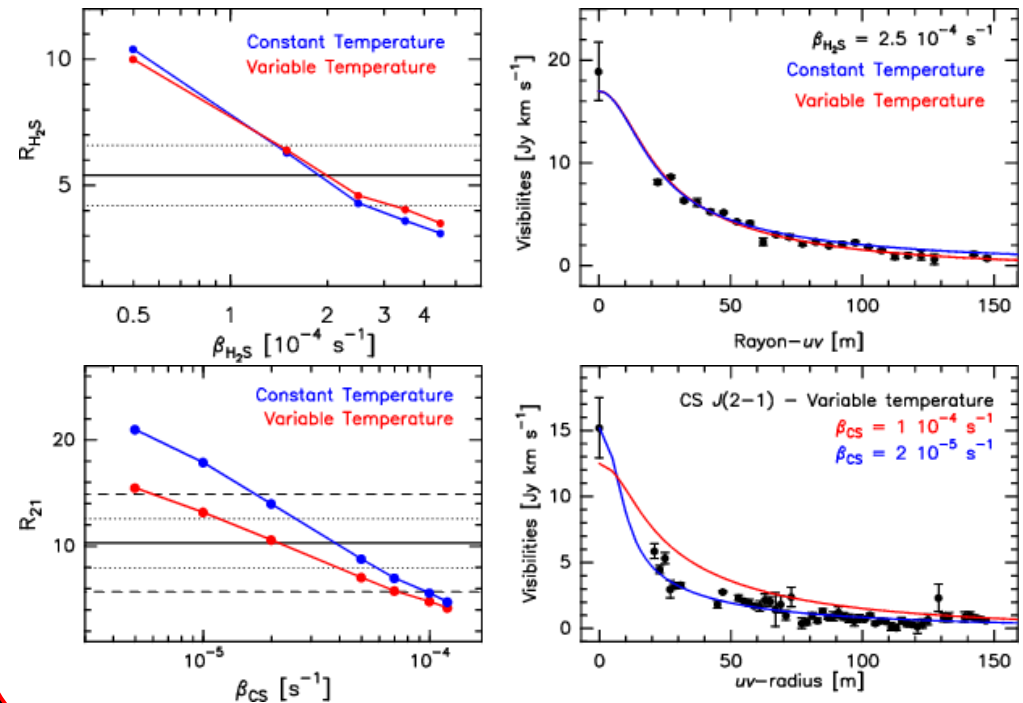 Constant Temperature
Variable Temperature
10
5
R_H₂S
0.5 1 2 3 4
β_H₂S [10⁻⁴ s⁻¹]
β_H₂S = 2.5 10⁻⁴ s⁻¹
Constant Temperature
Variable Temperature
20
10
0
Visibilites [Jy km s⁻¹]
0 50 100 150
Rayon-uv [m]
Constant Temperature
Variable Temperature
20
10
R₂₁
10⁻⁵ 10⁻⁴
β_CS [s⁻¹]
CS J(2-1) - Variable temperature
β_CS = 1 10⁻⁴ s⁻¹
β_CS = 2 10⁻⁵ s⁻¹
15
10
5
0
Visibilities [Jy km s⁻¹]
0 50 100 150
uv-radius [m]